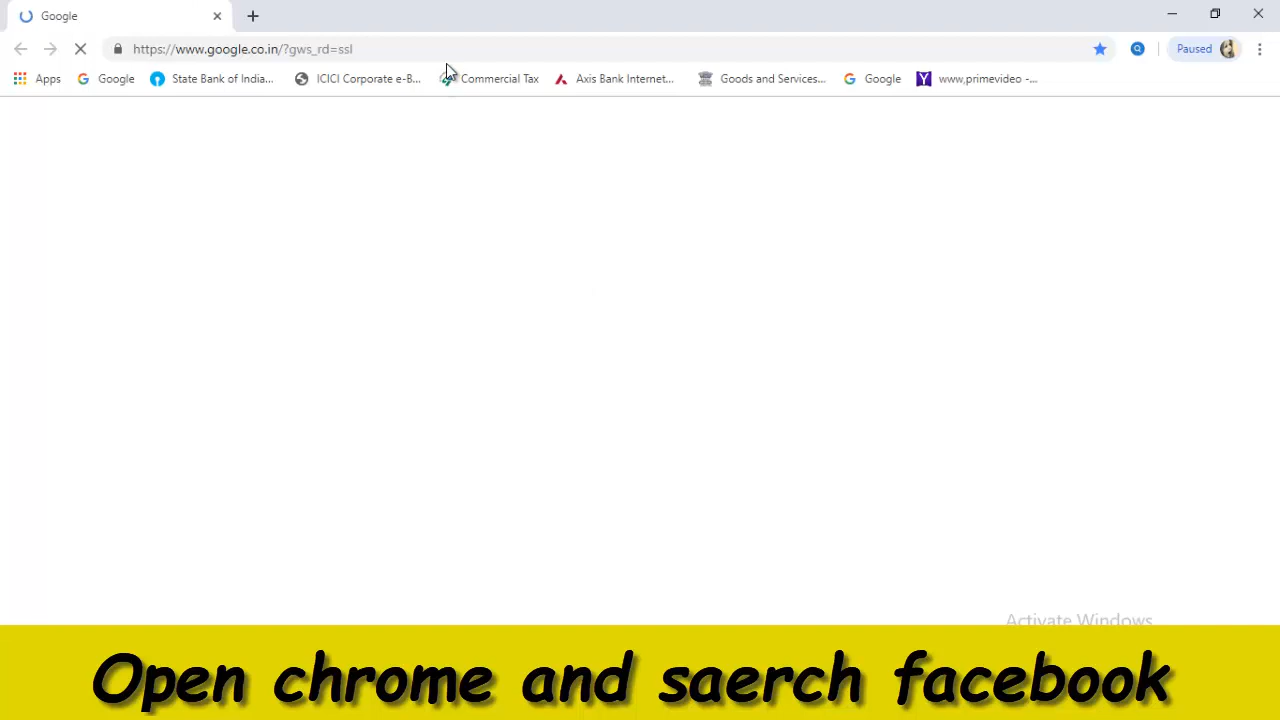 Google
https://www.google.co.in/?gws_rd=ssl
Paused
Apps Google State Bank of India... ICICI Corporate e-B... Commercial Tax Axis Bank Internet... Goods and Services... Google www,primevideo -...
Activate Windows
Open chrome and saerch facebook